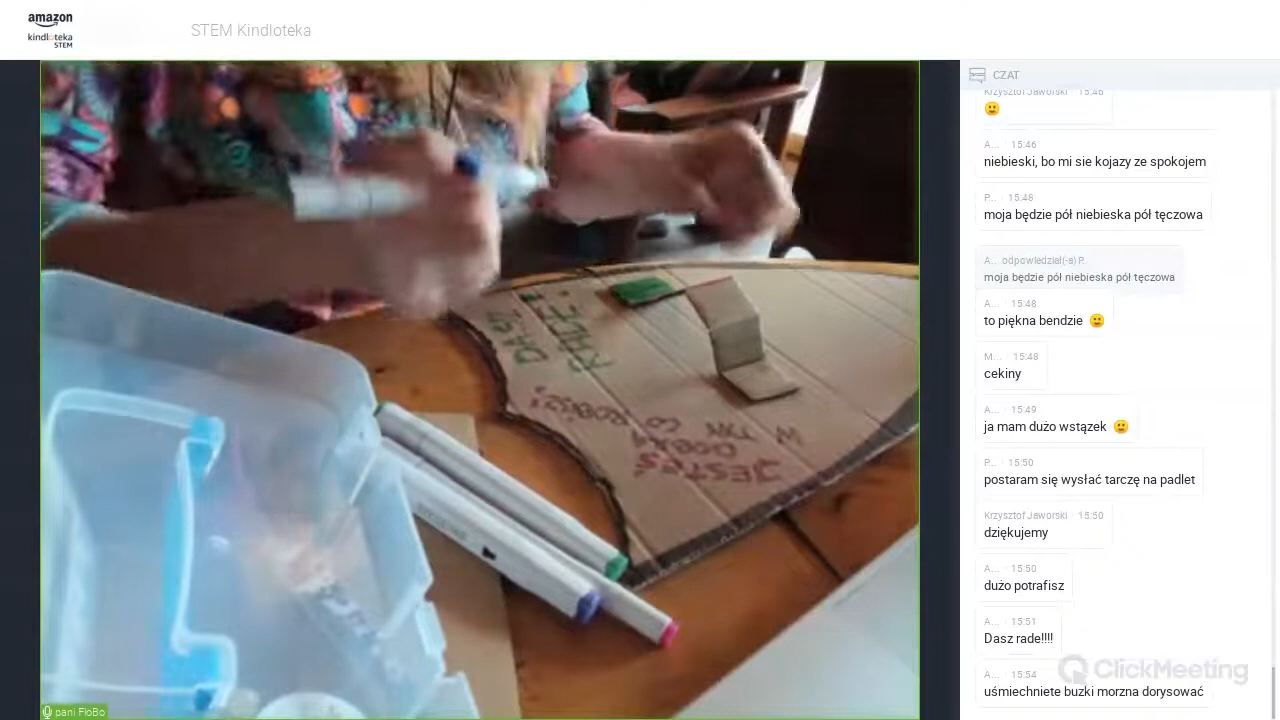 amazon
kindloteka
STEM
STEM Kindloteka
CZAT
Krzysztof Jaworski · 15:46
A... · 15:46
niebieski, bo mi sie kojazy ze spokojem
P... · 15:48
moja będzie pół niebieska pół tęczowa
A... odpowiedział(-a) P..
moja będzie pół niebieska pół tęczowa
A... · 15:48
to piękna bendzie
M... · 15:48
cekiny
A... · 15:49
ja mam dużo wstązek
P... · 15:50
postaram się wysłać tarczę na padlet
Krzysztof Jaworski · 15:50
dziękujemy
A... · 15:50
dużo potrafisz
A... · 15:51
Dasz rade!!!!
A... · 15:54
uśmiechniete buzki morzna dorysować
ClickMeeting
DASZ
RADĘ!
JESTEŚ
DOBRA
W TYM CO ROBISZ!
pani FloBo